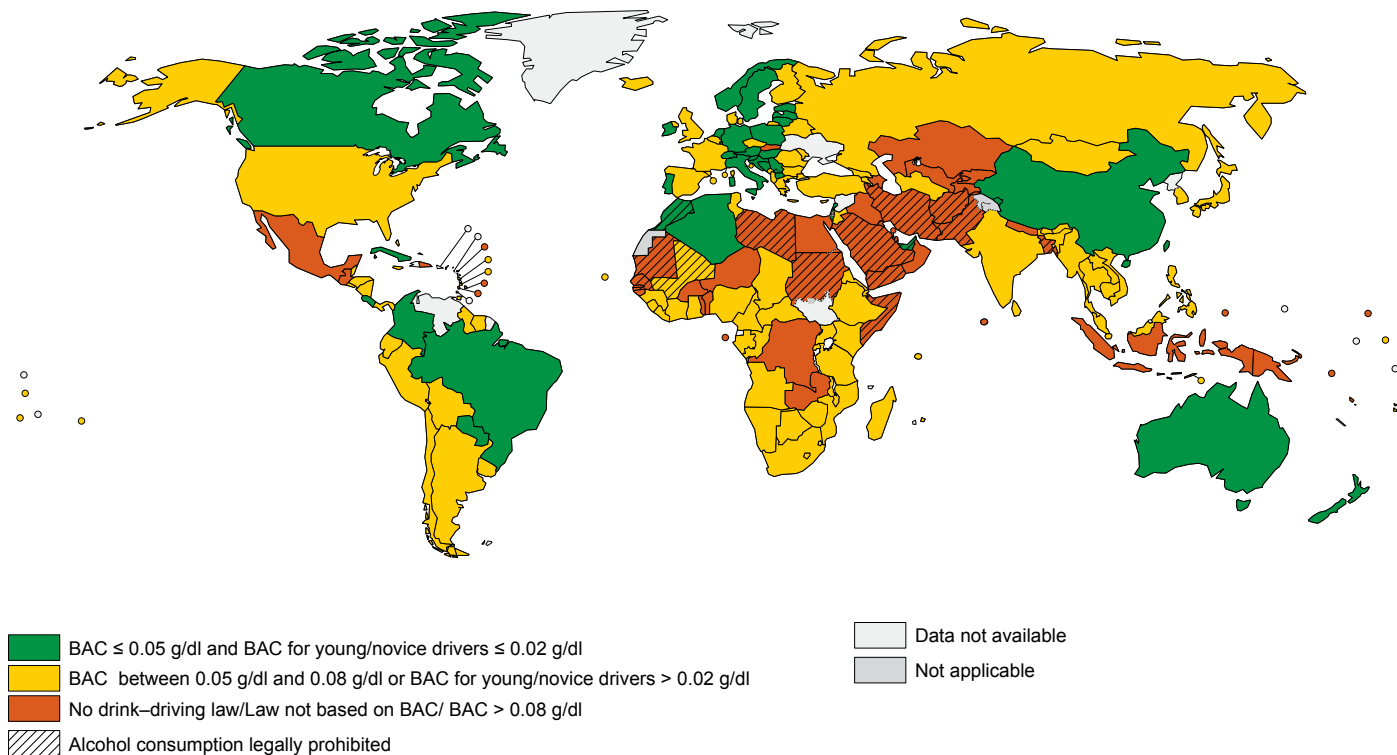 BAC ≤ 0.05 g/dl and BAC for young/novice drivers ≤ 0.02 g/dl
BAC between 0.05 g/dl and 0.08 g/dl or BAC for young/novice drivers > 0.02 g/dl
No drink–driving law/Law not based on BAC/ BAC > 0.08 g/dl
Alcohol consumption legally prohibited
Data not available
Not applicable